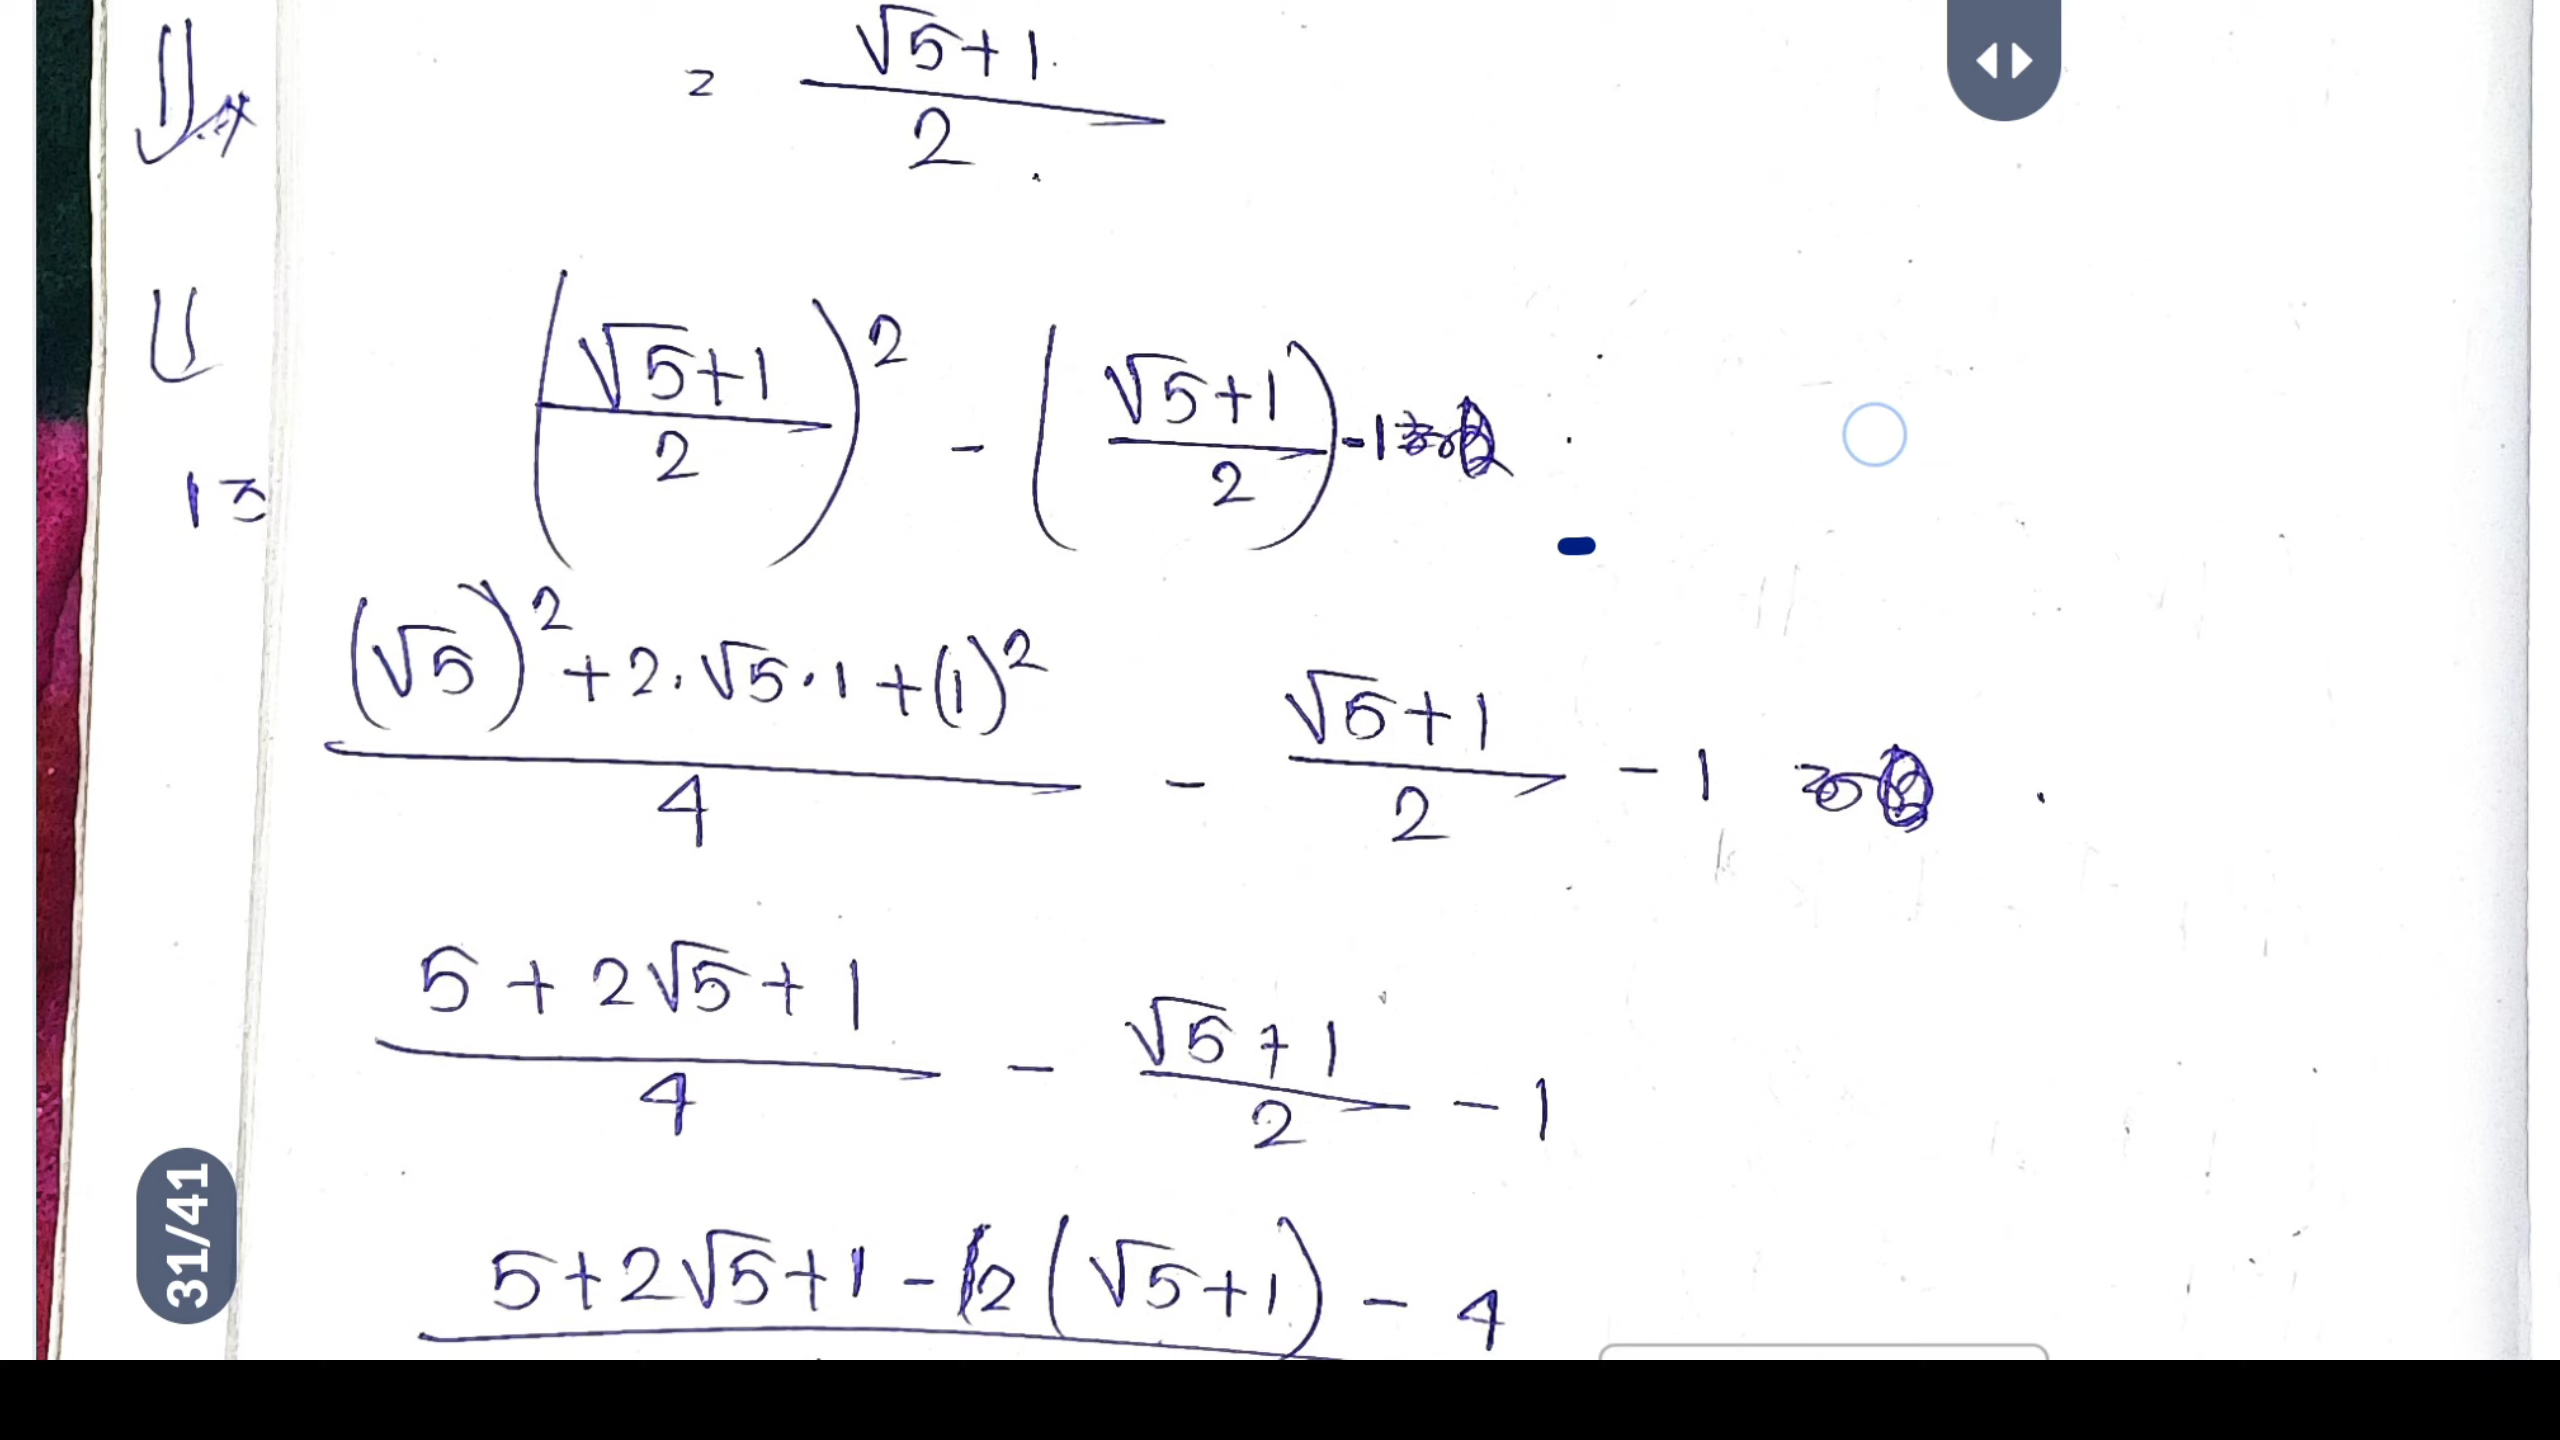 = √5+1 / 2
(√5+1 / 2)² - (√5+1 / 2) -1
1 =
(√5)² + 2.√5.1 + (1)² / 4 - √5+1 / 2 - 1
5 + 2√5 + 1 / 4 - √5 + 1 / 2 - 1
31/41
5+2√5+1 - 2(√5+1) - 4